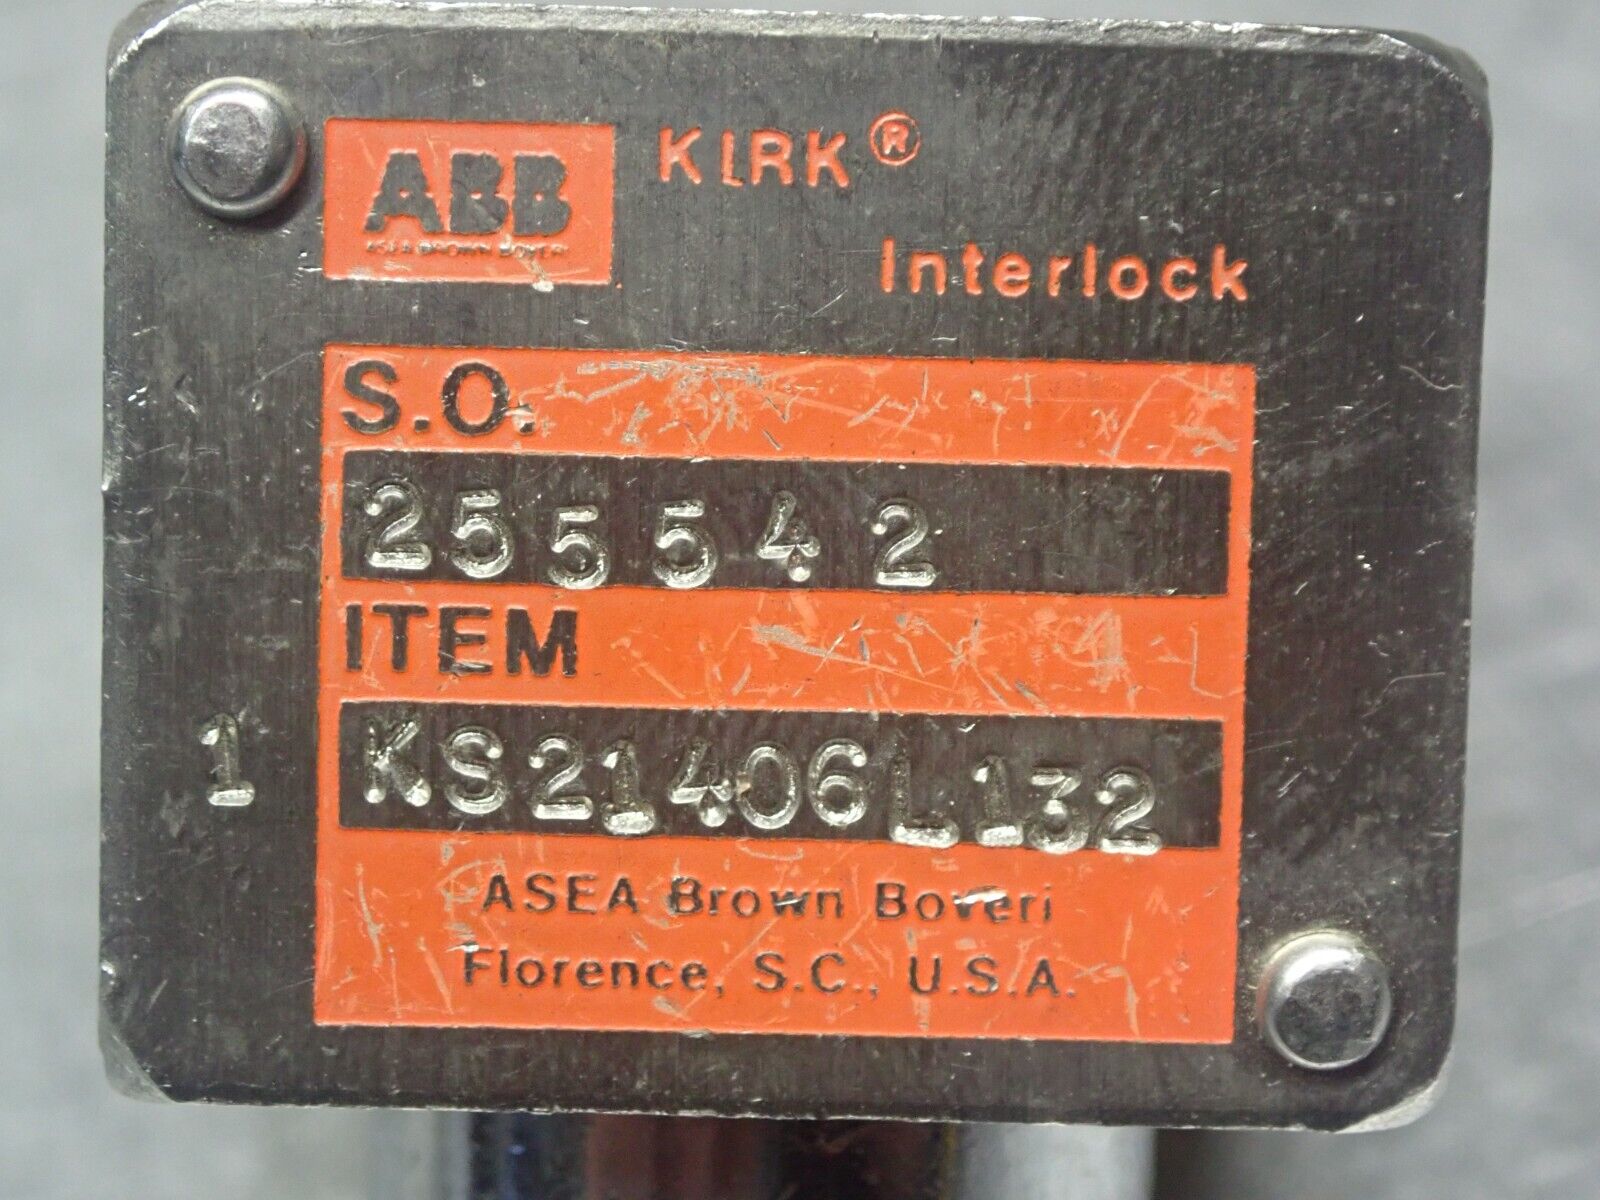 ABB KIRK®
ASEA BROWN BOVERI
Interlock
S.O.
255542
ITEM
1 KS21406L132
ASEA Brown Boveri
Florence, S.C., U.S.A.